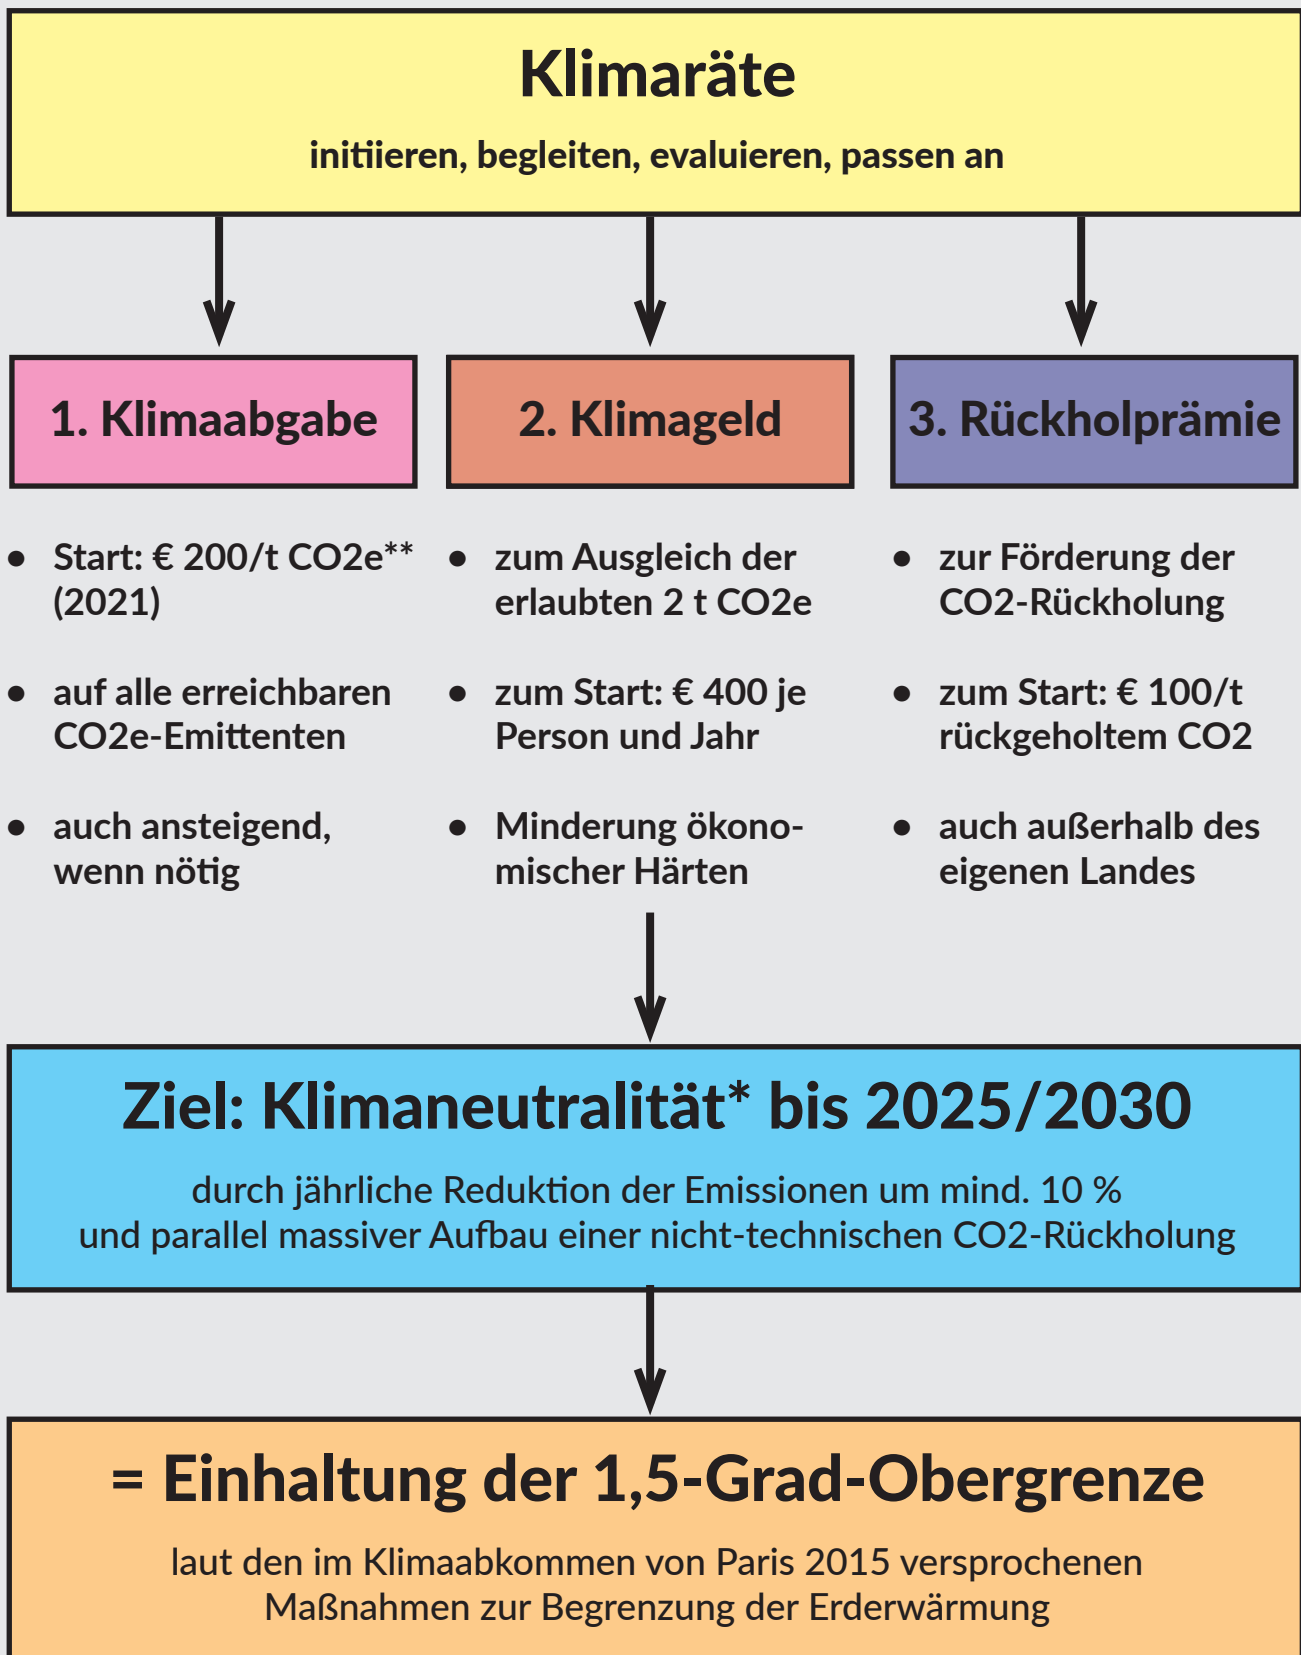 Klimaräte
initiieren, begleiten, evaluieren, passen an
1. Klimaabgabe
• Start: € 200/t CO2e**
(2021)
• auf alle erreichbaren
CO2e-Emittenten
• auch ansteigend,
wenn nötig
2. Klimageld
• zum Ausgleich der
erlaubten 2 t CO2e
• zum Start: € 400 je
Person und Jahr
• Minderung ökono-
mischer Härten
3. Rückholprämie
• zur Förderung der
CO2-Rückholung
• zum Start: € 100/t
rückgeholtem CO2
• auch außerhalb des
eigenen Landes
Ziel: Klimaneutralität* bis 2025/2030
durch jährliche Reduktion der Emissionen um mind. 10 %
und parallel massiver Aufbau einer nicht-technischen CO2-Rückholung
= Einhaltung der 1,5-Grad-Obergrenze
laut den im Klimaabkommen von Paris 2015 versprochenen
Maßnahmen zur Begrenzung der Erderwärmung